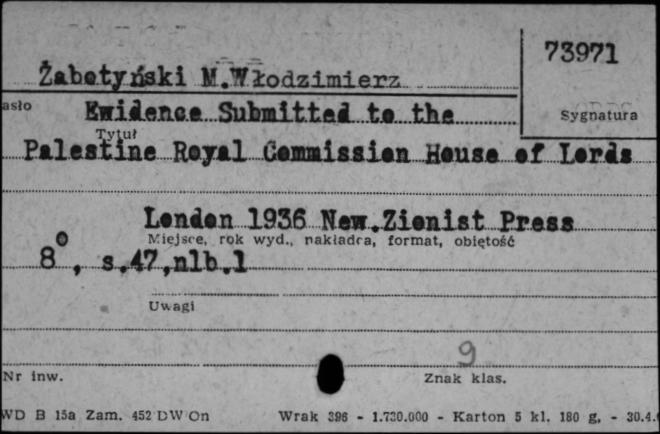 73971
Żabotyński M.Włodzimierz
asło
Ewidence Submitted to the
Sygnatura
Tytuł
Palestine Royal Commission House of Lords
London 1936 New.Zionist Press
Miejsce, rok wyd., nakładca, format, objętość
8°, s.47,nlb.1
Uwagi
9
Nr inw.
Znak klas.
WD B 15a Zam. 452 DW On Wrak 396 - 1.730.000 - Karton 5 kl. 180 g. - 30.4.